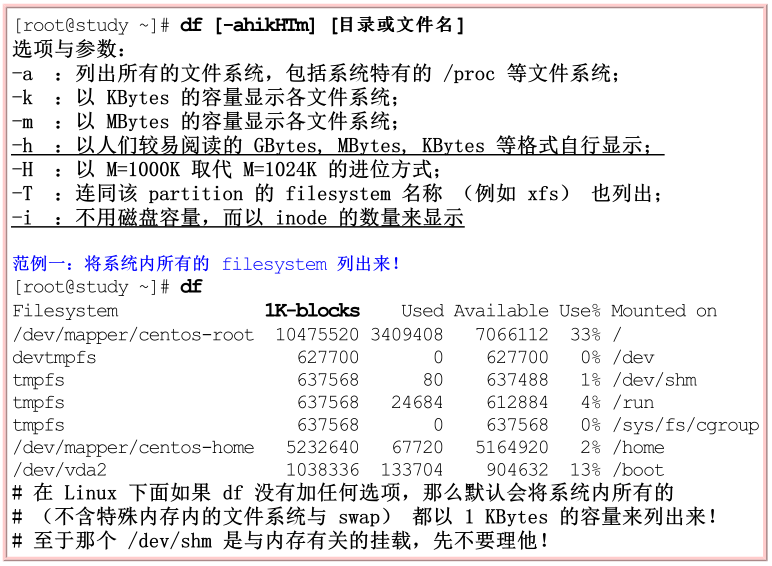 [root@study ~]# df [-ahikHTm] [目录或文件名]
选项与参数：
-a  ：列出所有的文件系统，包括系统特有的 /proc 等文件系统；
-k  ：以 KBytes 的容量显示各文件系统；
-m  ：以 MBytes 的容量显示各文件系统；
-h  ：以人们较易阅读的 GBytes, MBytes, KBytes 等格式自行显示；
-H  ：以 M=1000K 取代 M=1024K 的进位方式；
-T  ：连同该 partition 的 filesystem 名称 （例如 xfs） 也列出；
-i  ：不用磁盘容量，而以 inode 的数量来显示
范例一：将系统内所有的 filesystem 列出来！
[root@study ~]# df
Filesystem              1K-blocks    Used Available Use% Mounted on
/dev/mapper/centos-root  10475520 3409408   7066112  33% /
devtmpfs                   627700       0    627700   0% /dev
tmpfs                      637568      80    637488   1% /dev/shm
tmpfs                      637568   24684    612884   4% /run
tmpfs                      637568       0    637568   0% /sys/fs/cgroup
/dev/mapper/centos-home   5232640   67720   5164920   2% /home
/dev/vda2                 1038336  133704    904632  13% /boot
# 在 Linux 下面如果 df 没有加任何选项，那么默认会将系统内所有的
# （不含特殊内存内的文件系统与 swap） 都以 1 KBytes 的容量来列出来！
# 至于那个 /dev/shm 是与内存有关的挂载，先不要理他！